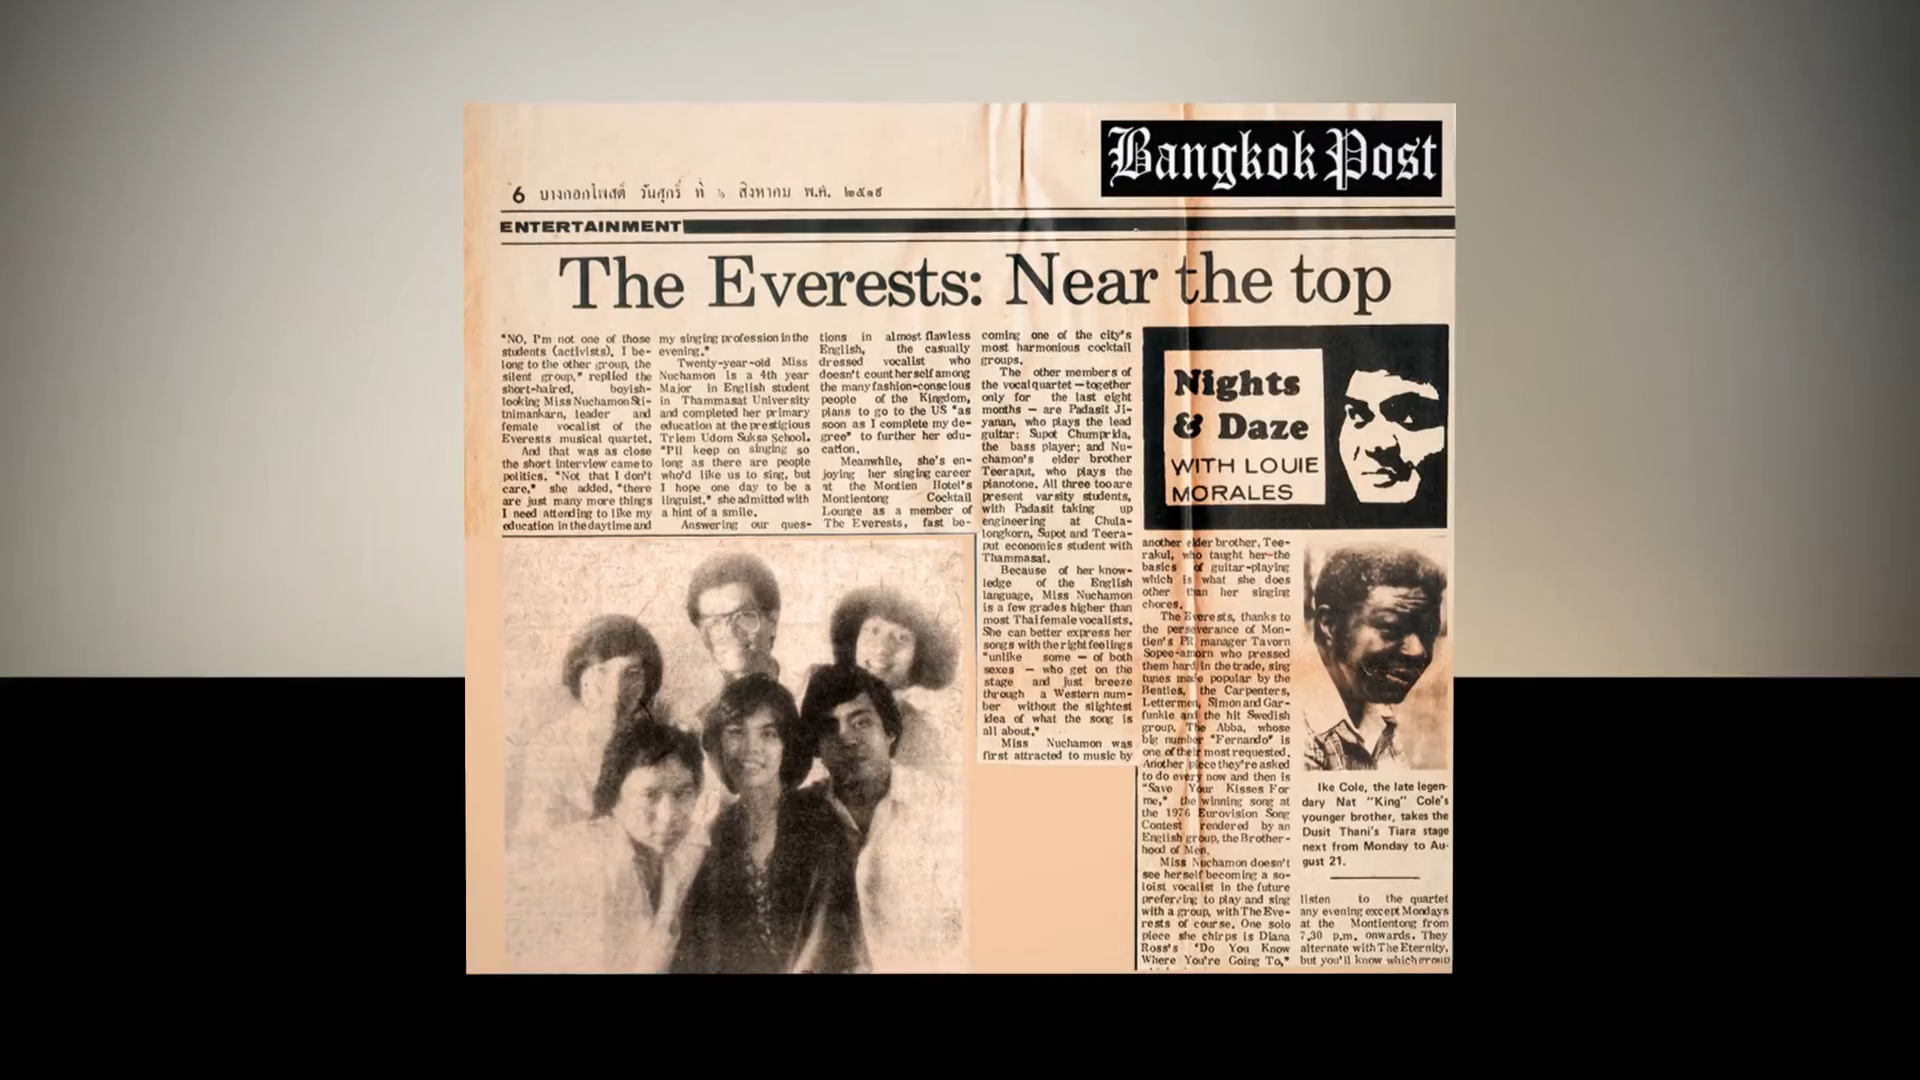 Bangkok Post
6 บางกอกโพสต์ วันศุกร์ ที่ ๖ สิงหาคม พ.ศ. ๒๕๑๙
ENTERTAINMENT
The Everests: Near the top
"NO, I'm not one of those
students (activists). I be-
long to the other group, the
silent group," replied the
short-haired, boyish-
looking Miss Nuchamon Sti-
tnimankarn, leader and
female vocalist of the
Everests musical quartet.
And that was as close
the short interview came to
politics. "Not that I don't
care," she added, "there
are just many more things
I need attending to like my
education in the daytime and
my singing profession in the
evening."
Twenty-year-old Miss
Nuchamon is a 4th year
Major in English student
in Thammasat University
and completed her primary
education at the prestigious
Triem Udom Suksa School.
"I'll keep on singing so
long as there are people
who'd like us to sing, but
I hope one day to be a
linguist," she admitted with
a hint of a smile.
Answering our ques-
tions in almost flawless
English, the casually
dressed vocalist who
doesn't count herself among
the many fashion-conscious
people of the Kingdom,
plans to go to the US "as
soon as I complete my de-
gree" to further her edu-
cation.
Meanwhile, she's en-
joying her singing career
at the Montien Hotel's
Montientong Cocktail
Lounge as a member of
The Everests, fast be-
coming one of the city's
most harmonious cocktail
groups.
The other members of
the vocal quartet — together
only for the last eight
months — are Padasit Ji-
yanan, who plays the lead
guitar; Supot Chumprida,
the bass player; and Nu-
chamon's elder brother
Teeraput, who plays the
pianotone. All three too are
present varsity students,
with Padasit taking up
engineering at Chula-
longkorn, Supot and Teera-
put economics student with
Thammasat.
Because of her know-
ledge of the English
language, Miss Nuchamon
is a few grades higher than
most Thai female vocalists.
She can better express her
songs with the right feelings
"unlike some — of both
sexes — who get on the
stage and just breeze
through a Western num-
ber without the slightest
idea of what the song is
all about."
Miss Nuchamon was
first attracted to music by
Nights
& Daze
WITH LOUIE
MORALES
another elder brother, Tee-
rakul, who taught her the
basics of guitar-playing
which is what she does
other than her singing
chores.
The Everests, thanks to
the perseverance of Mon-
tien's PR manager Tavorn
Sopee-amorn who pressed
them hard in the trade, sing
tunes made popular by the
Beatles, the Carpenters,
Lettermen, Simon and Gar-
funkle and the hit Swedish
group, The Abba, whose
big number "Fernando" is
one of their most requested.
Another piece they're asked
to do every now and then is
"Save Your Kisses For
me," the winning song at
the 1976 Eurovision Song
Contest rendered by an
English group, the Brother-
hood of Men.
Miss Nuchamon doesn't
see herself becoming a so-
loist vocalist in the future
preferring to play and sing
with a group, with The Eve-
rests of course. One solo
piece she chirps is Diana
Ross's "Do You Know
Where You're Going To,"
Ike Cole, the late legen-
dary Nat "King" Cole's
younger brother, takes the
Dusit Thani's Tiara stage
next from Monday to Au-
gust 21.
listen to the quartet
any evening except Mondays
at the Montientong from
7.30 p.m. onwards. They
alternate with The Eternity,
but you'll know which group